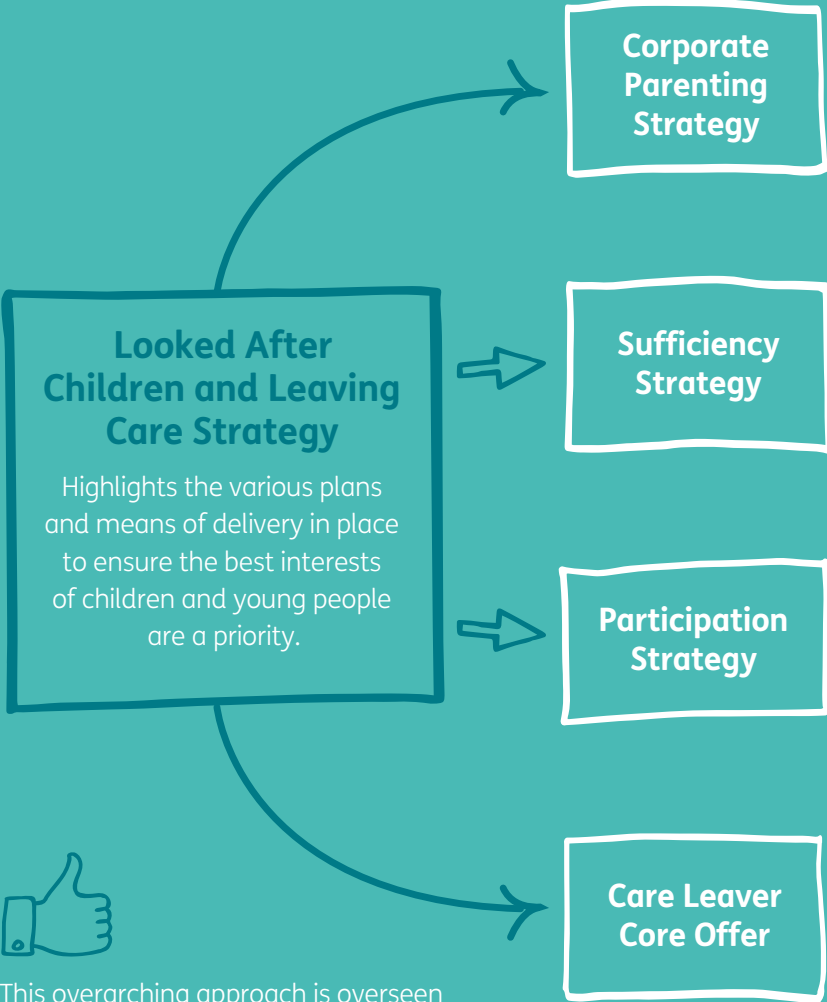 Corporate
Parenting
Strategy
Looked After
Children and Leaving
Care Strategy
Highlights the various plans
and means of delivery in place
to ensure the best interests
of children and young people
are a priority.
Sufficiency
Strategy
Participation
Strategy
Care Leaver
Core Offer
This overarching approach is overseen